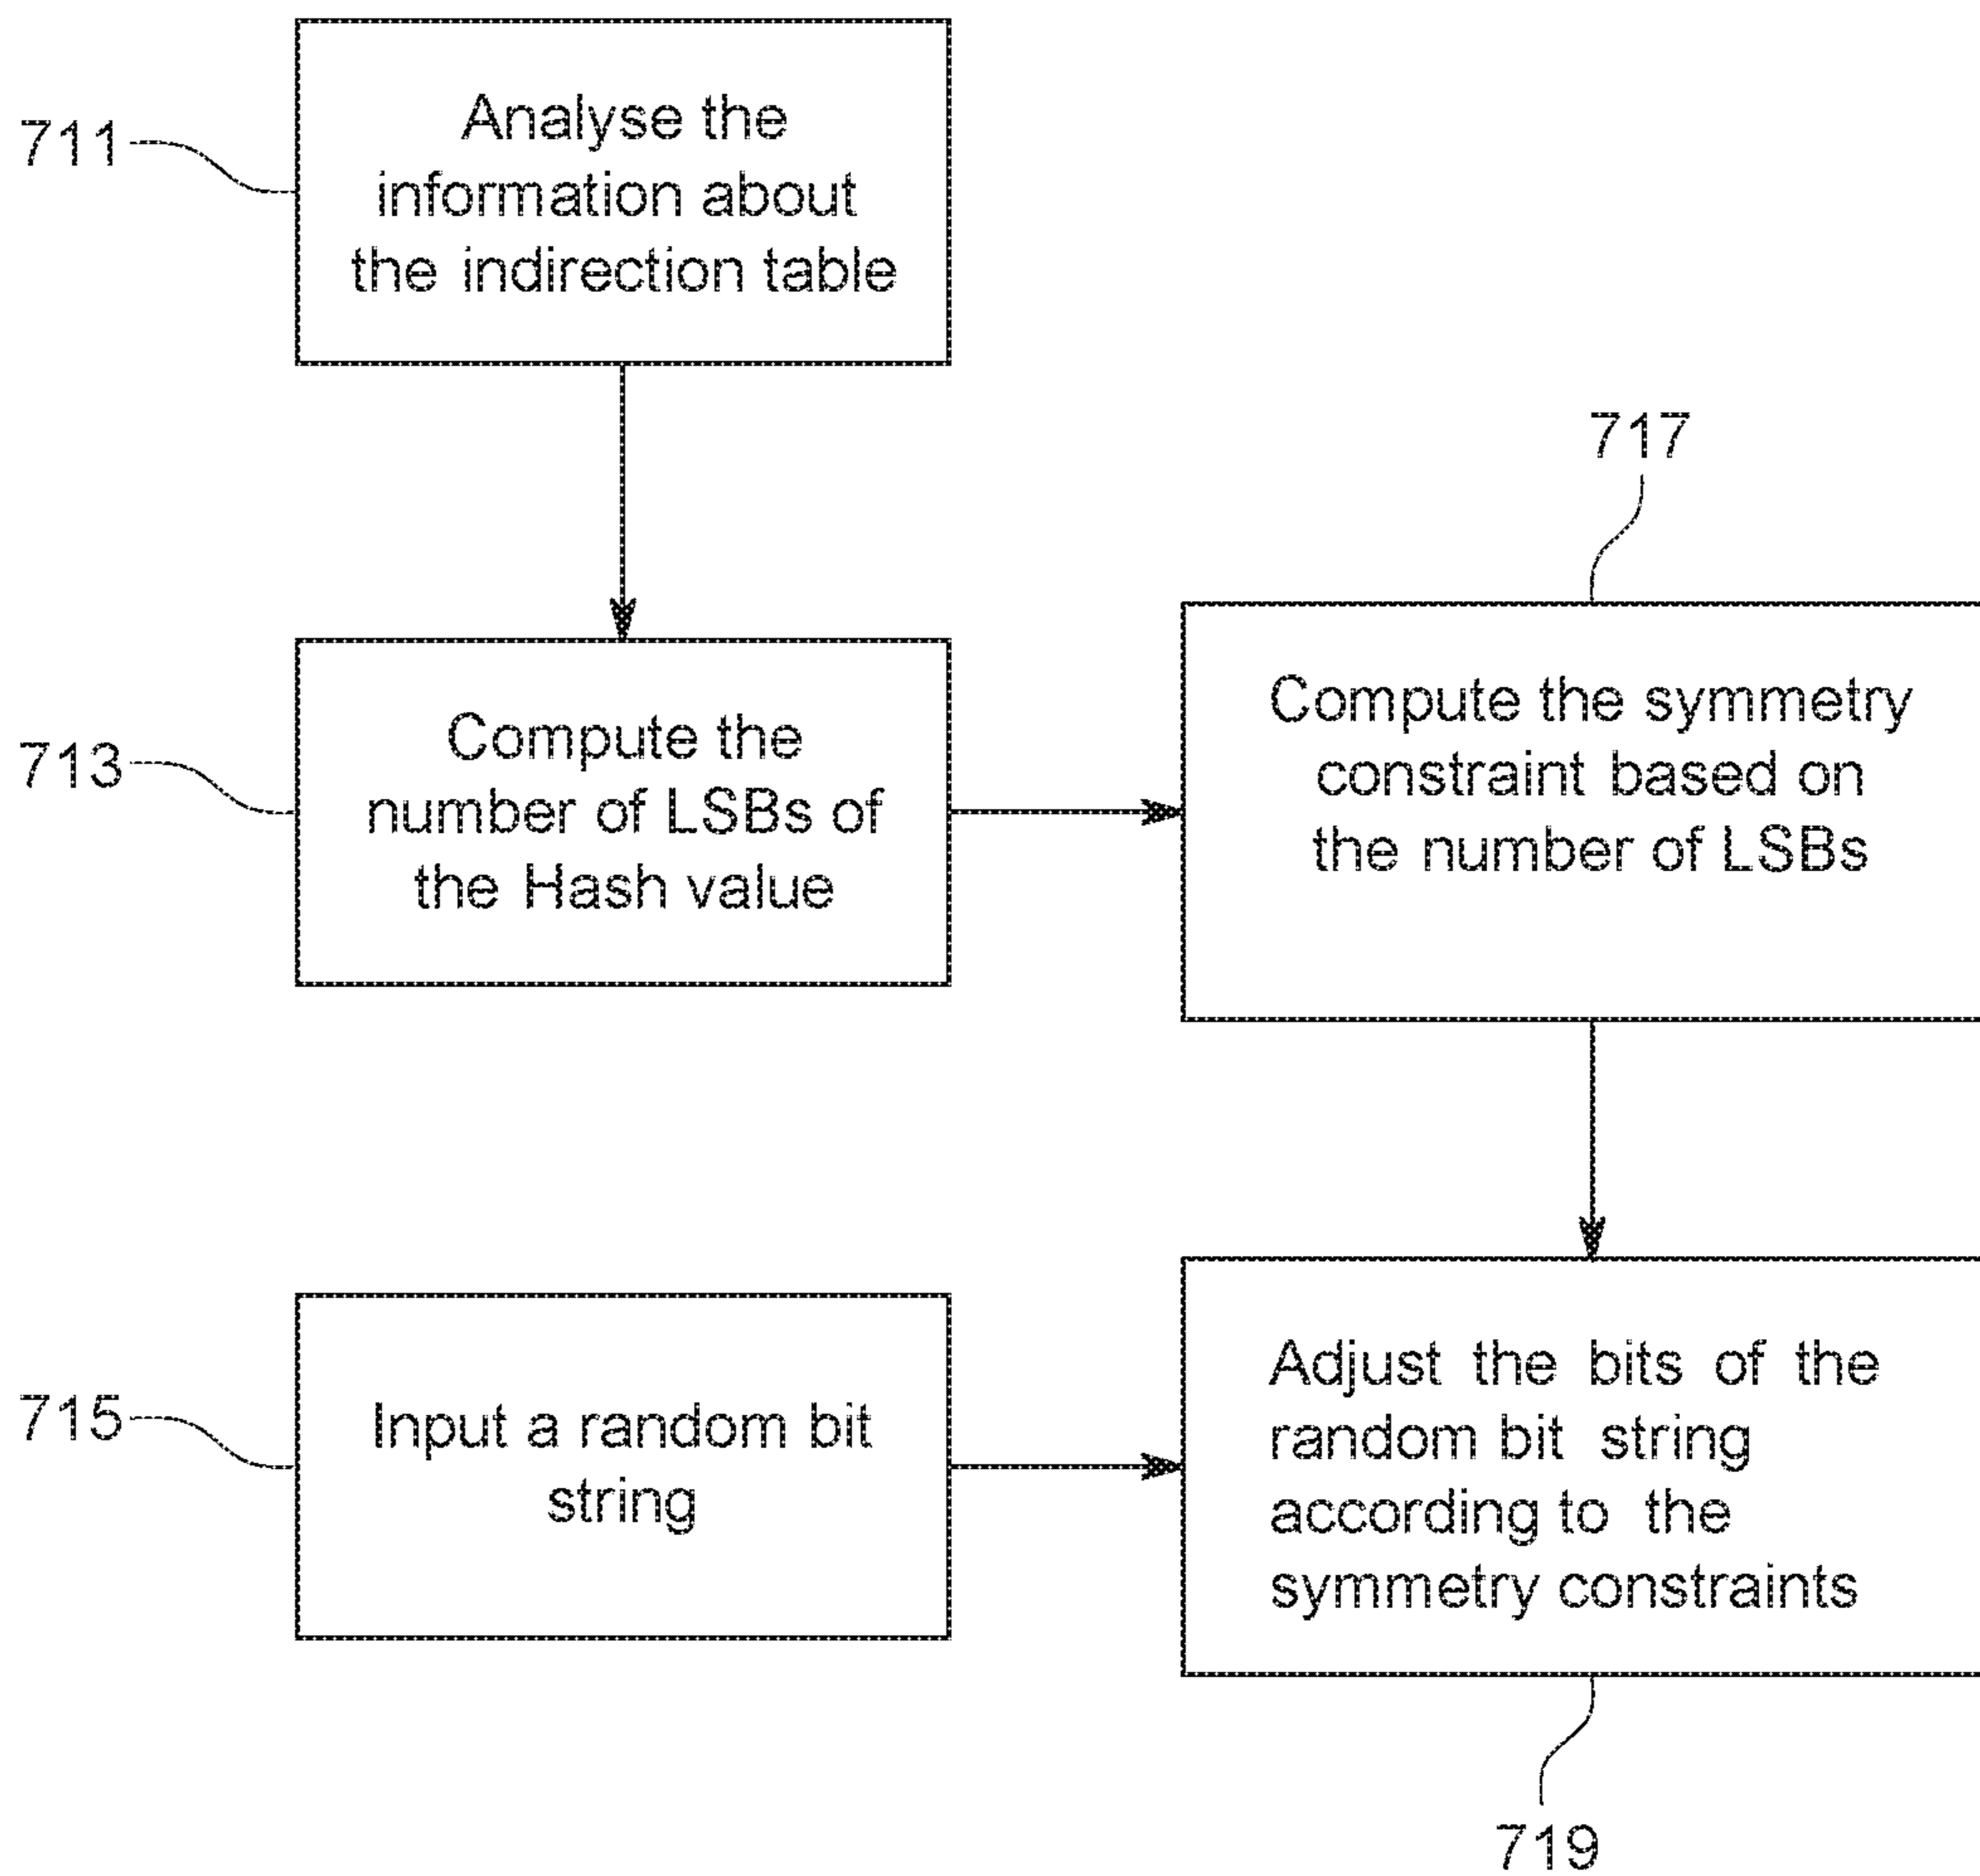 711
Analyse the
information about
the indirection table
713
Compute the
number of LSBs of
the Hash value
717
Compute the symmetry
constraint based on
the number of LSBs
715
Input a random bit
string
Adjust the bits of the
random bit string
according to the
symmetry constraints
719